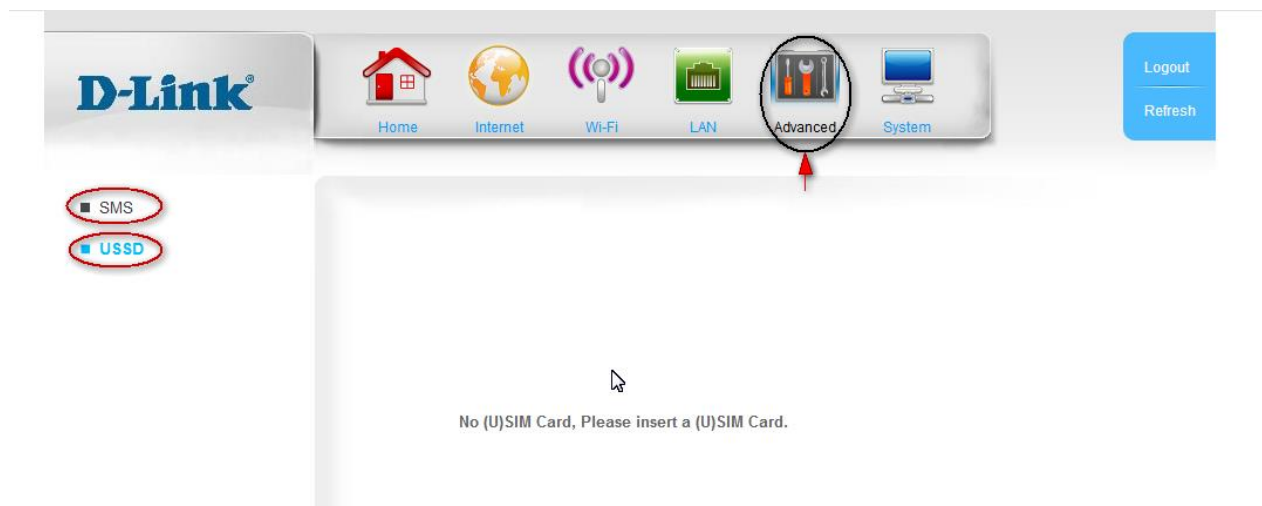 D-Link®
Home Internet Wi-Fi LAN Advanced System
Logout
Refresh
SMS
USSD
No (U)SIM Card, Please insert a (U)SIM Card.